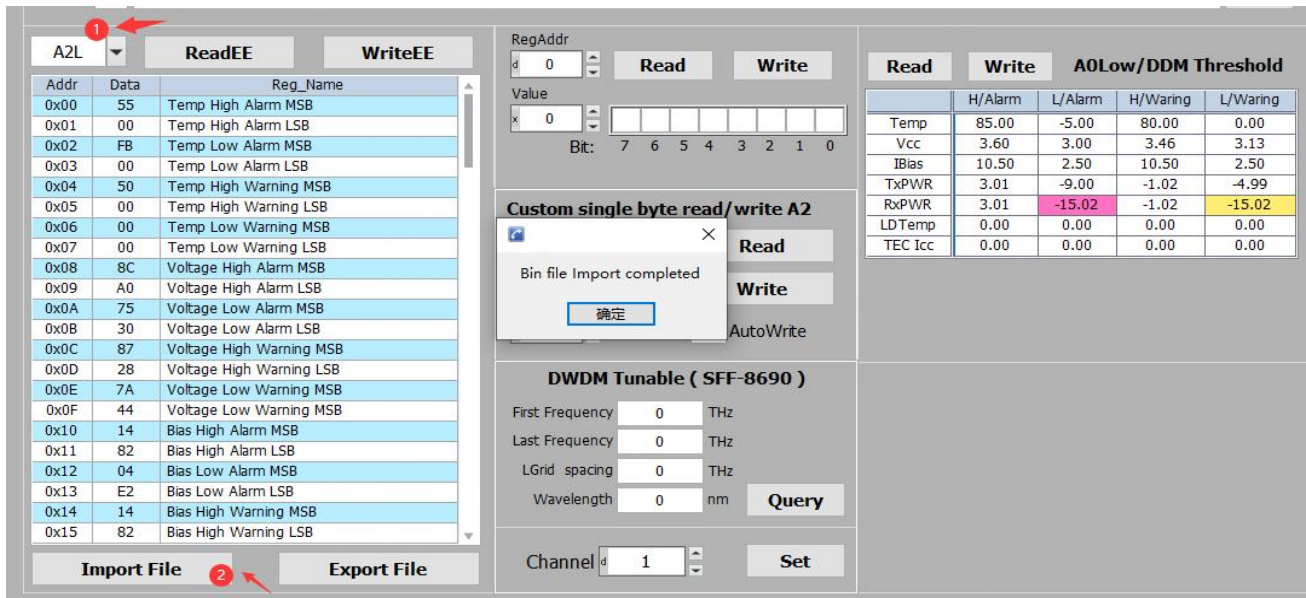 1
A2L ReadEE WriteEE
Addr Data Reg_Name
0x00 55 Temp High Alarm MSB
0x01 00 Temp High Alarm LSB
0x02 FB Temp Low Alarm MSB
0x03 00 Temp Low Alarm LSB
0x04 50 Temp High Warning MSB
0x05 00 Temp High Warning LSB
0x06 00 Temp Low Warning MSB
0x07 00 Temp Low Warning LSB
0x08 8C Voltage High Alarm MSB
0x09 A0 Voltage High Alarm LSB
0x0A 75 Voltage Low Alarm MSB
0x0B 30 Voltage Low Alarm LSB
0x0C 87 Voltage High Warning MSB
0x0D 28 Voltage High Warning LSB
0x0E 7A Voltage Low Warning MSB
0x0F 44 Voltage Low Warning MSB
0x10 14 Bias High Alarm MSB
0x11 82 Bias High Alarm LSB
0x12 04 Bias Low Alarm MSB
0x13 E2 Bias Low Alarm LSB
0x14 14 Bias High Warning MSB
0x15 82 Bias High Warning LSB
Import File 2 Export File
RegAddr
d 0 Read Write
Value
x 0
Bit: 7 6 5 4 3 2 1 0
Custom single byte read/write A2
Read
Write
AutoWrite
Bin file Import completed
确定
DWDM Tunable ( SFF-8690 )
First Frequency 0 THz
Last Frequency 0 THz
LGrid spacing 0 THz
Wavelength 0 nm Query
Channel d 1 Set
Read Write A0Low/DDM Threshold
H/Alarm L/Alarm H/Waring L/Waring
Temp 85.00 -5.00 80.00 0.00
Vcc 3.60 3.00 3.46 3.13
IBias 10.50 2.50 10.50 2.50
TxPWR 3.01 -9.00 -1.02 -4.99
RxPWR 3.01 -15.02 -1.02 -15.02
LDTemp 0.00 0.00 0.00 0.00
TEC Icc 0.00 0.00 0.00 0.00